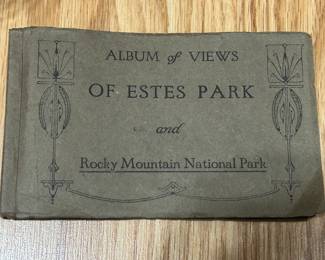 ALBUM of VIEWS
OF ESTES PARK
and
Rocky Mountain National Park